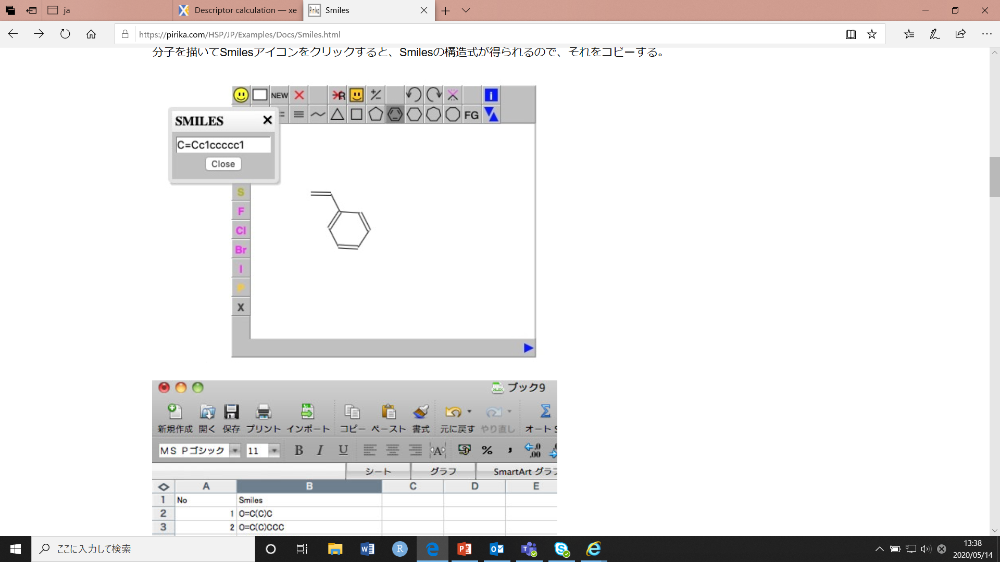 ja
Descriptor calculation — xe
Smiles
https://pirika.com/HSP/JP/Examples/Docs/Smiles.html
分子を描いてSmilesアイコンをクリックすると、Smilesの構造式が得られるので、それをコピーする。
NEW
R
i
FG
SMILES
C=Cc1ccccc1
Close
S
F
Cl
Br
I
P
X
ブック9
新規作成 開く 保存 プリント インポート コピー ペースト 書式 元に戻す やり直し オート S
MS Pゴシック 11 B I U A % .0 .00
シート グラフ SmartArt グラフ
A B C D E
1 No Smiles
2 1 O=C(C)C
3 2 O=C(C)CCC
ここに入力して検索
13:38
2020/05/14